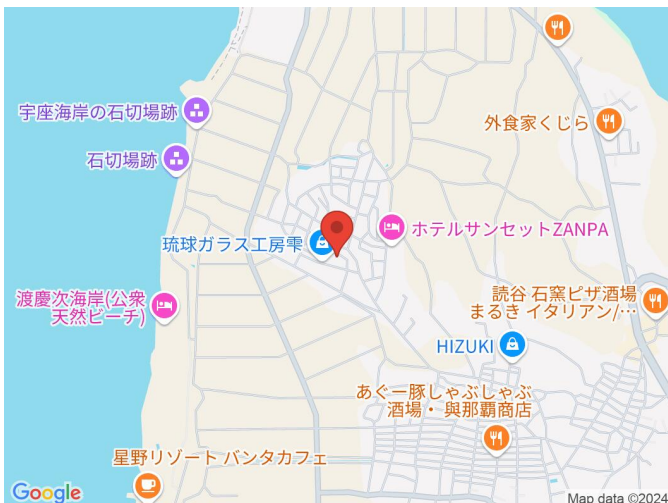 宇座海岸の石切場跡
石切場跡
外食家くじら
琉球ガラス工房雫
ホテルサンセットZANPA
渡慶次海岸(公衆
天然ビーチ)
読谷 石窯ピザ酒場
まるき イタリアン/…
HIZUKI
あぐー豚しゃぶしゃぶ
酒場・與那覇商店
星野リゾート バンタカフェ
Google
Map data ©2024